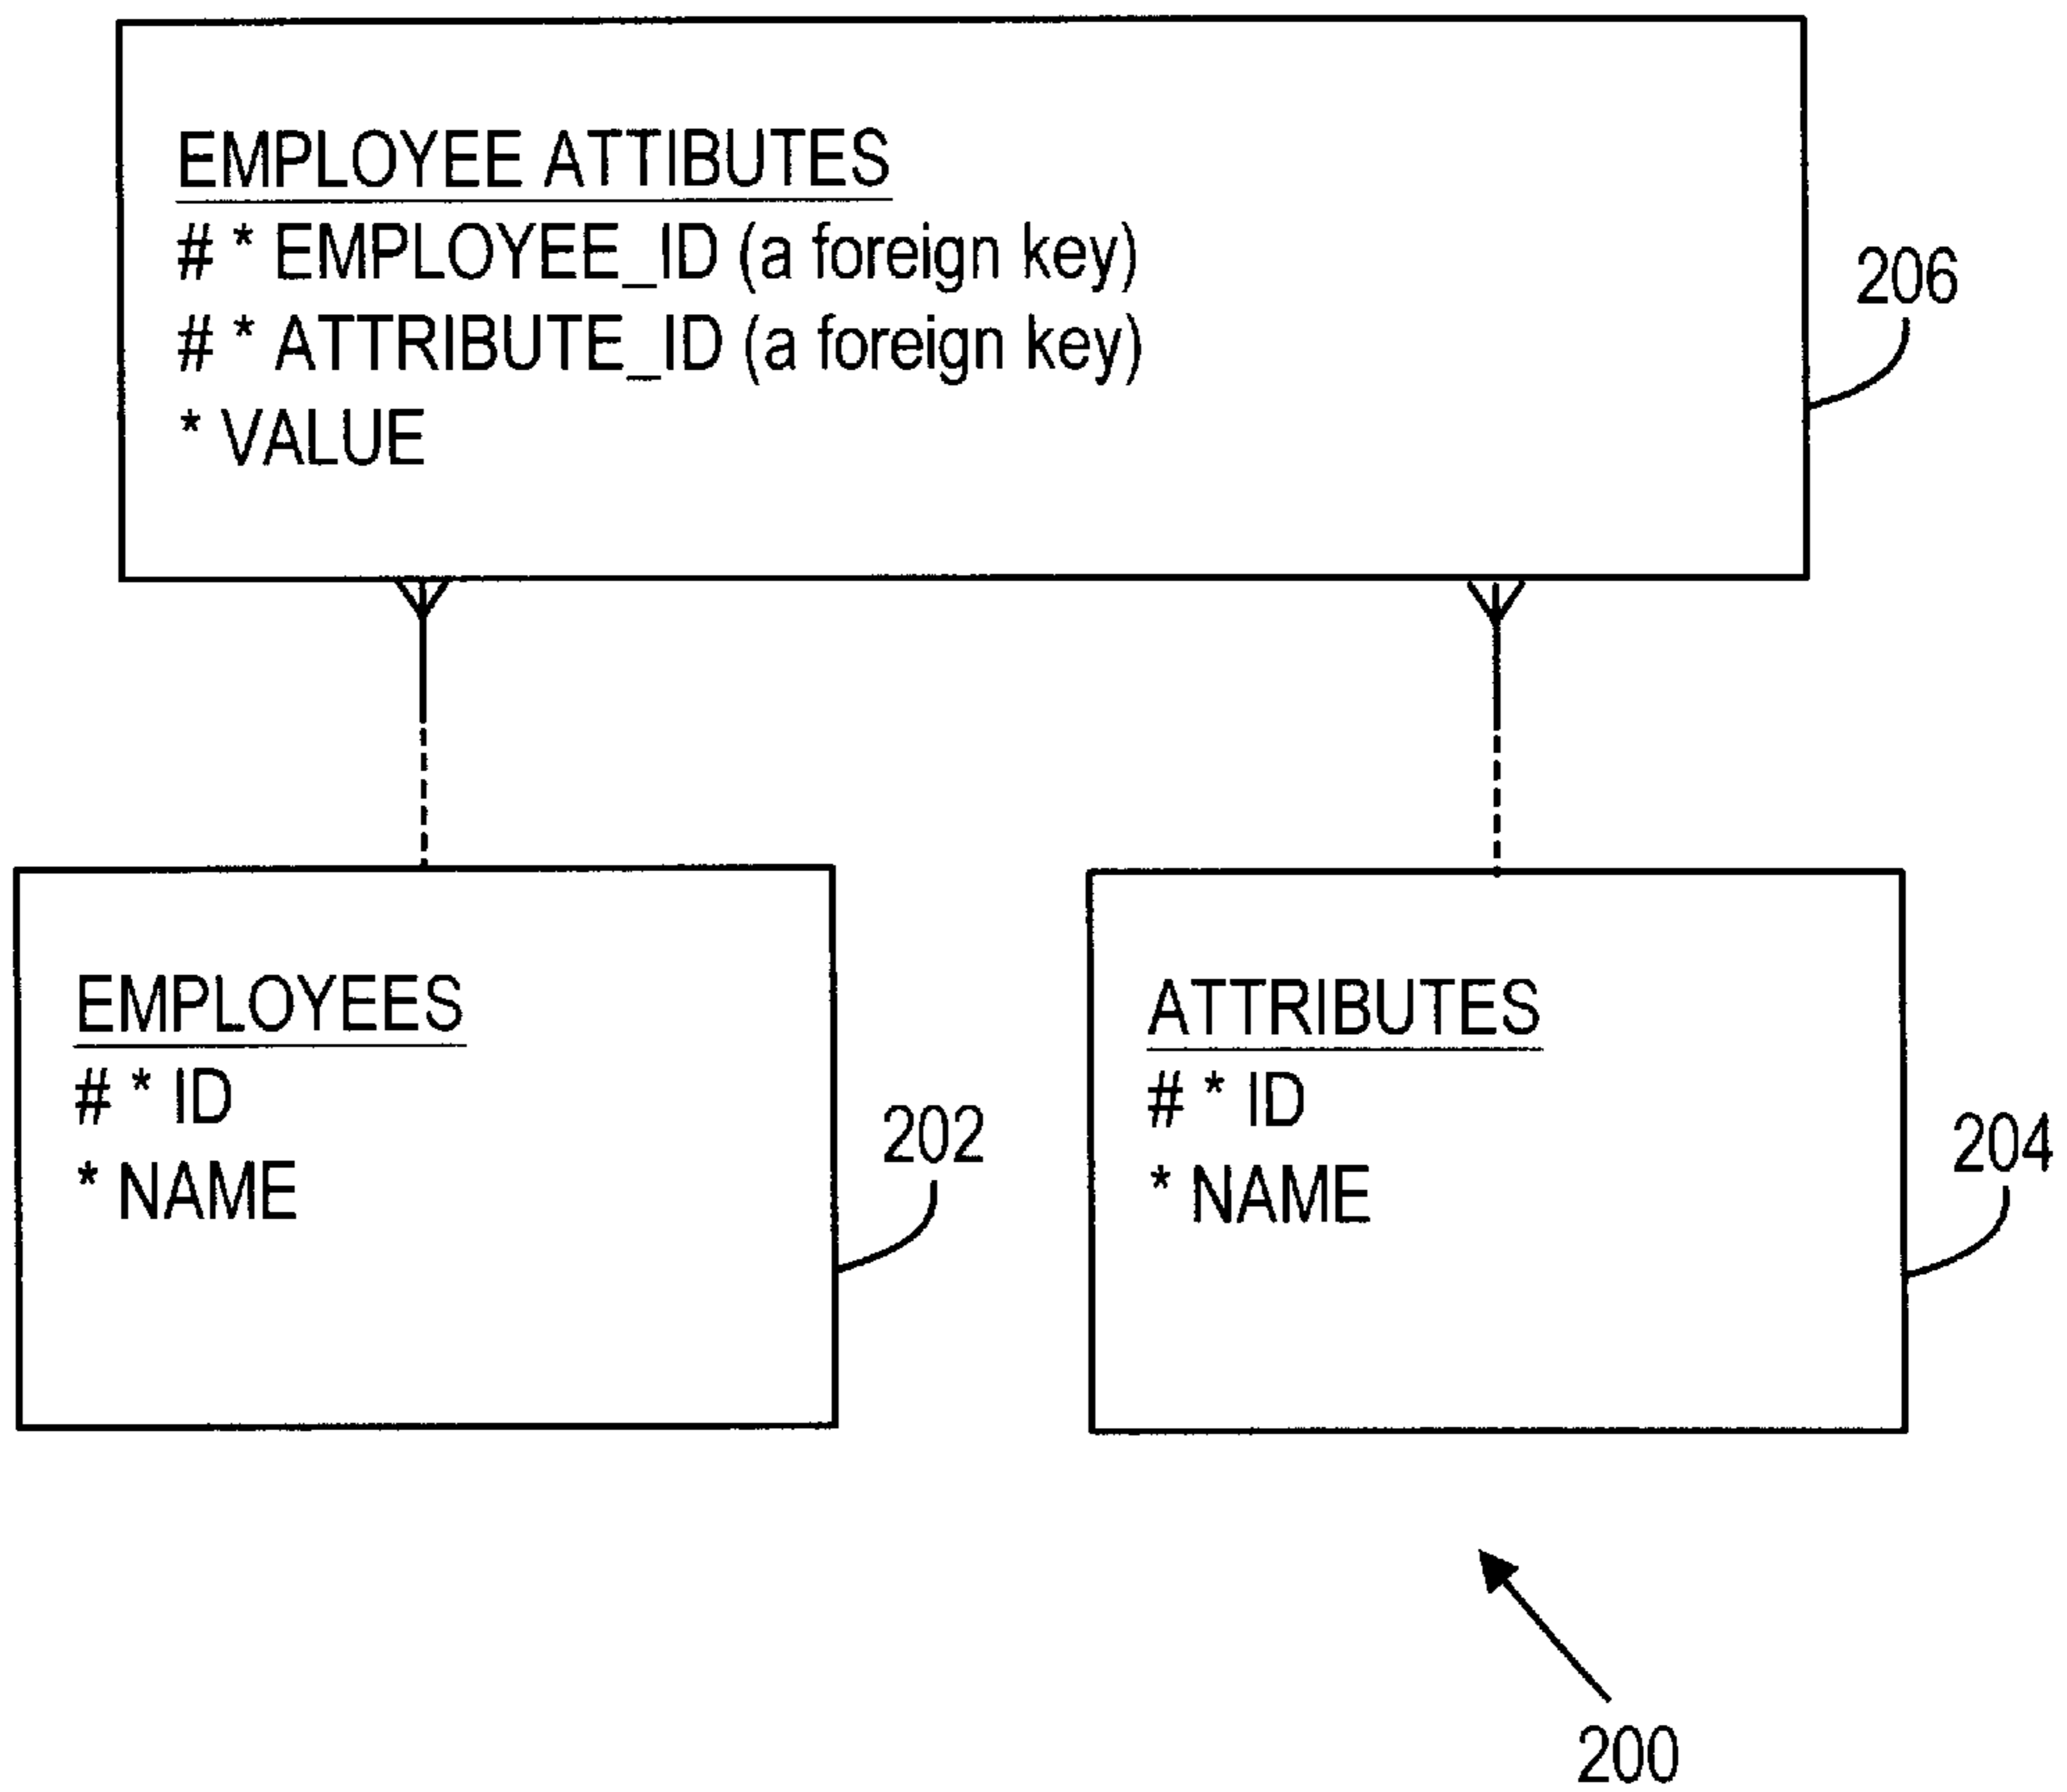 EMPLOYEE ATTIBUTES
# * EMPLOYEE_ID (a foreign key)
# * ATTRIBUTE_ID (a foreign key)
* VALUE
206
EMPLOYEES
# * ID
* NAME
202
ATTRIBUTES
# * ID
* NAME
204
200